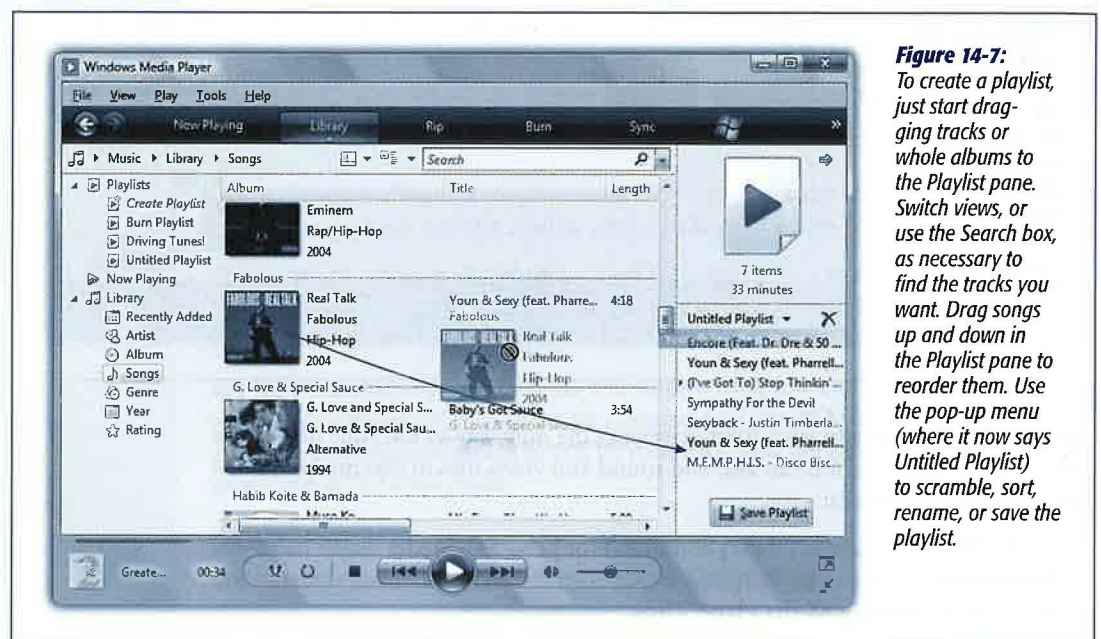 Windows Media Player
File View Play Tools Help
Now Playing Library Rip Burn Sync »
Music Library Songs
Search
Playlists
Create Playlist
Burn Playlist
Driving Tunes!
Untitled Playlist
Now Playing
Library
Recently Added
Artist
Album
Songs
Genre
Year
Rating
Album Title Length
Eminem
Rap/Hip-Hop
2004
Fabolous
Real Talk Youn & Sexy (feat. Pharre... 4:18
Fabolous Fabolous
Hip-Hop
2004
FABOLOUS REAL TALK
Real Talk
Fabolous
Hip-Hop
2004
G. Love & Special Sauce
G. Love and Special S... Baby's Got Sauce 3:54
G. Love & Special Sau... G. Love & Special Sauce
Alternative
1994
Habib Koite & Bamada
7 items
33 minutes
Untitled Playlist
Encore (Feat. Dr. Dre & 50 ...
Youn & Sexy (feat. Pharrell...
(I've Got To) Stop Thinkin'...
Sympathy For the Devil
Sexyback - Justin Timberla...
Youn & Sexy (feat. Pharrell...
M.E.M.P.H.I.S. - Disco Bisc...
Save Playlist
Greate... 00:34
Figure 14-7:
To create a playlist,
just start drag-
ging tracks or
whole albums to
the Playlist pane.
Switch views, or
use the Search box,
as necessary to
find the tracks you
want. Drag songs
up and down in
the Playlist pane to
reorder them. Use
the pop-up menu
(where it now says
Untitled Playlist)
to scramble, sort,
rename, or save the
playlist.